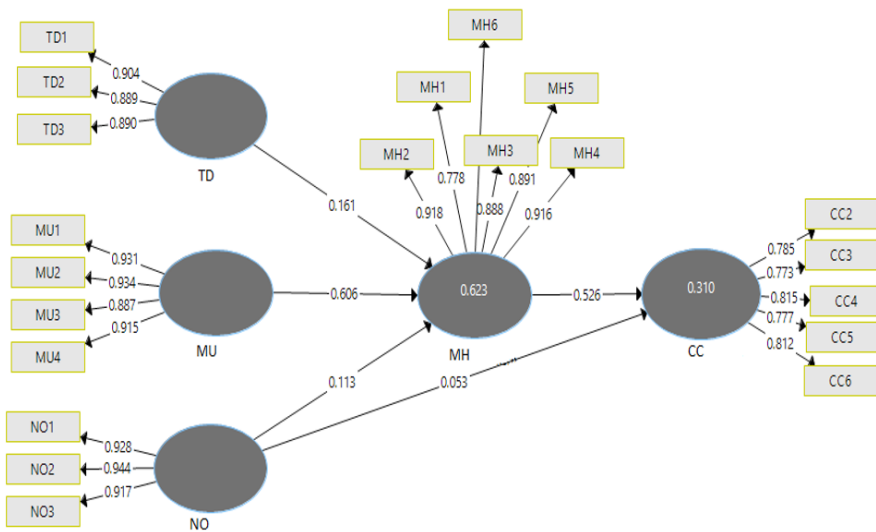 MH6
TD1
0.904
TD2
0.889
TD3
0.890
TD
MH1
MH5
MH2
MH3
MH4
0.778
0.891
0.918
0.888
0.916
0.161
MU1
0.931
MU2
0.934
MU3
0.887
MU4
0.915
MU
0.606
0.623
MH
0.526
0.310
CC
CC2
0.785
CC3
0.773
CC4
0.815
CC5
0.777
CC6
0.812
0.113
0.053
NO1
0.928
NO2
0.944
NO3
0.917
NO